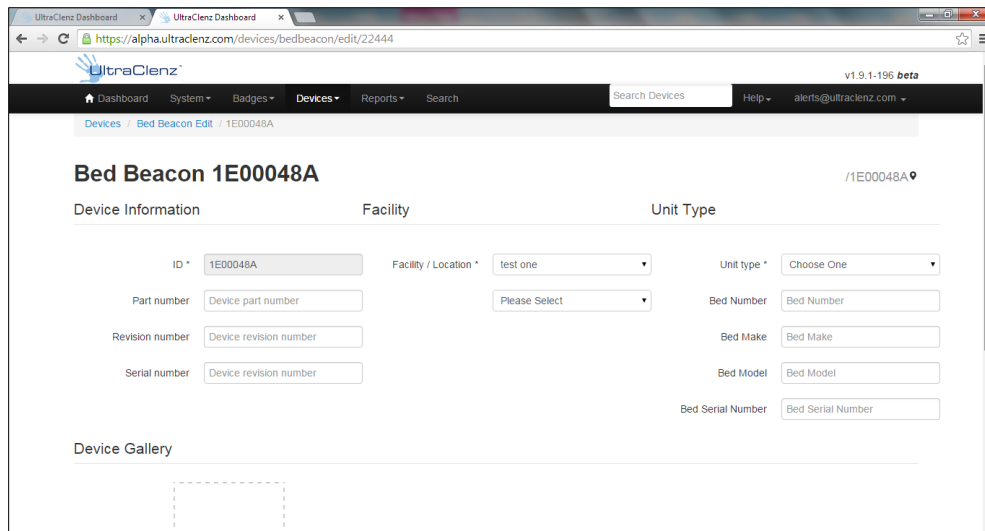 UltraClenz Dashboard UltraClenz Dashboard
https://alpha.ultraclenz.com/devices/bedbeacon/edit/22444
UltraClenz
v1.9.1-196 beta
Dashboard System Badges Devices Reports Search Search Devices Help alerts@ultraclenz.com
Devices / Bed Beacon Edit / 1E00048A
Bed Beacon 1E00048A
/1E00048A
Device Information Facility Unit Type
ID * 1E00048A Facility / Location * test one Unit type * Choose One
Part number Device part number Please Select Bed Number Bed Number
Revision number Device revision number Bed Make Bed Make
Serial number Device revision number Bed Model Bed Model
Bed Serial Number Bed Serial Number
Device Gallery